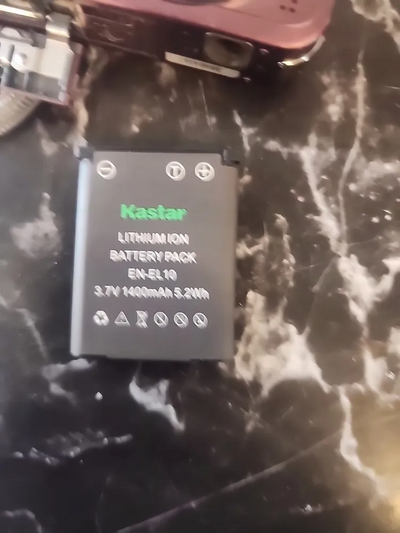 T
Kastar
LITHIUM ION
BATTERY PACK
EN-EL10
3.7V 1400mAh 5.2Wh